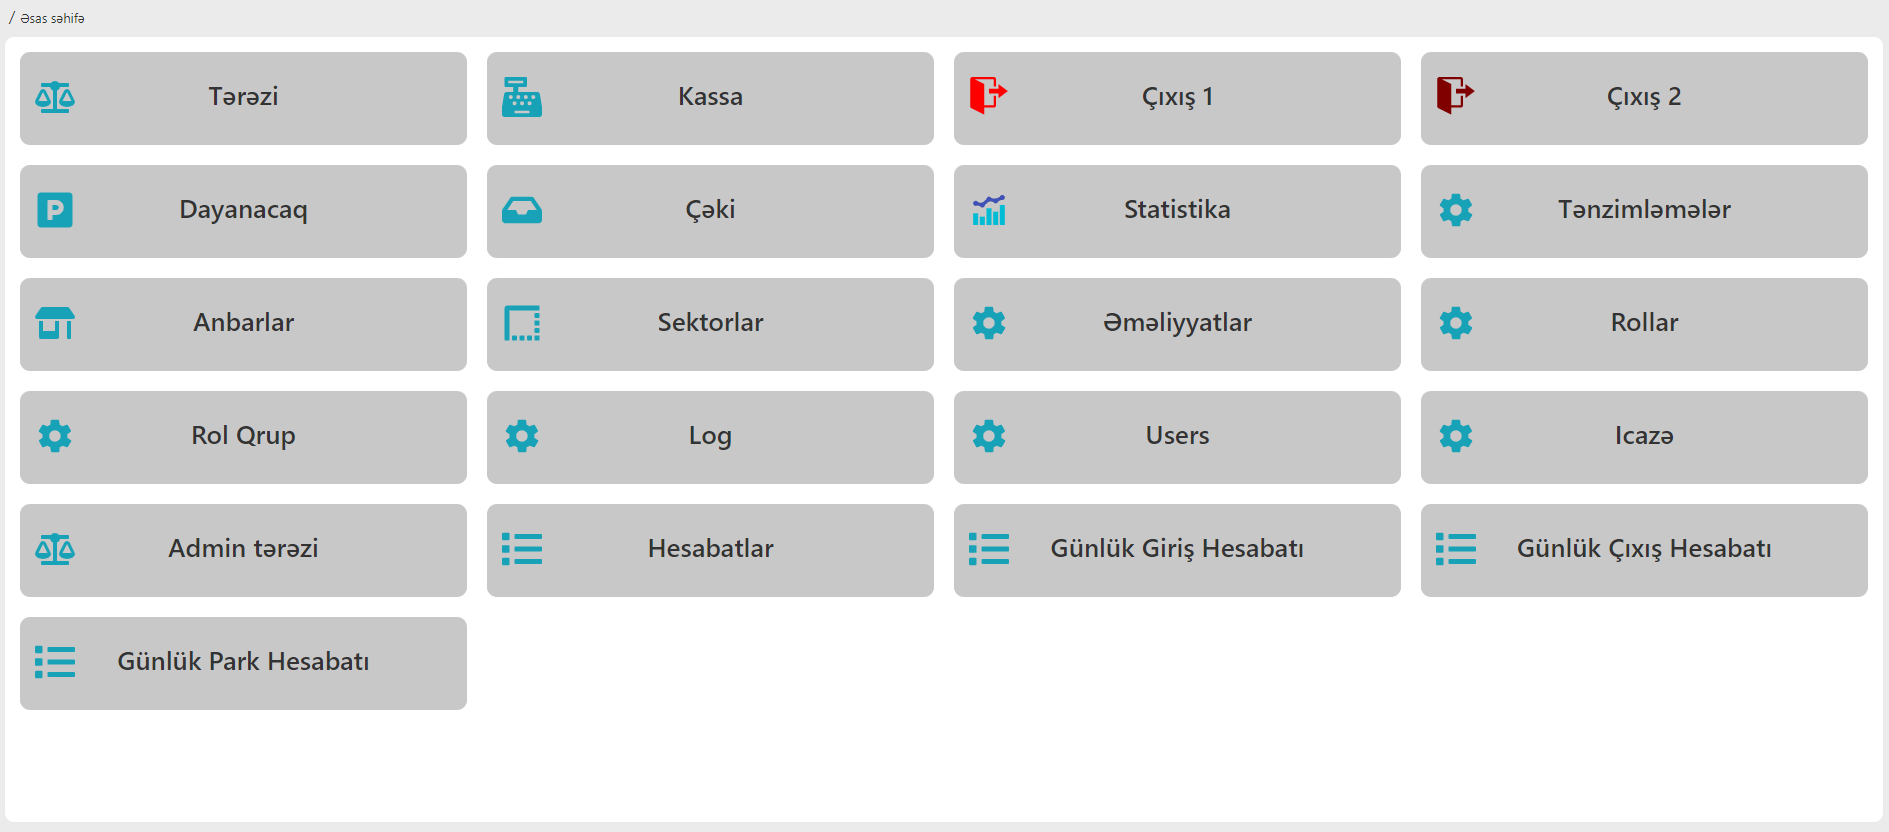 / Əsas səhifə
Tərəzi
Kassa
Çıxış 1
Çıxış 2
Dayanacaq
Çəki
Statistika
Tənzimləmələr
Anbarlar
Sektorlar
Əməliyyatlar
Rollar
Rol Qrup
Log
Users
Icazə
Admin tərəzi
Hesabatlar
Günlük Giriş Hesabatı
Günlük Çıxış Hesabatı
Günlük Park Hesabatı